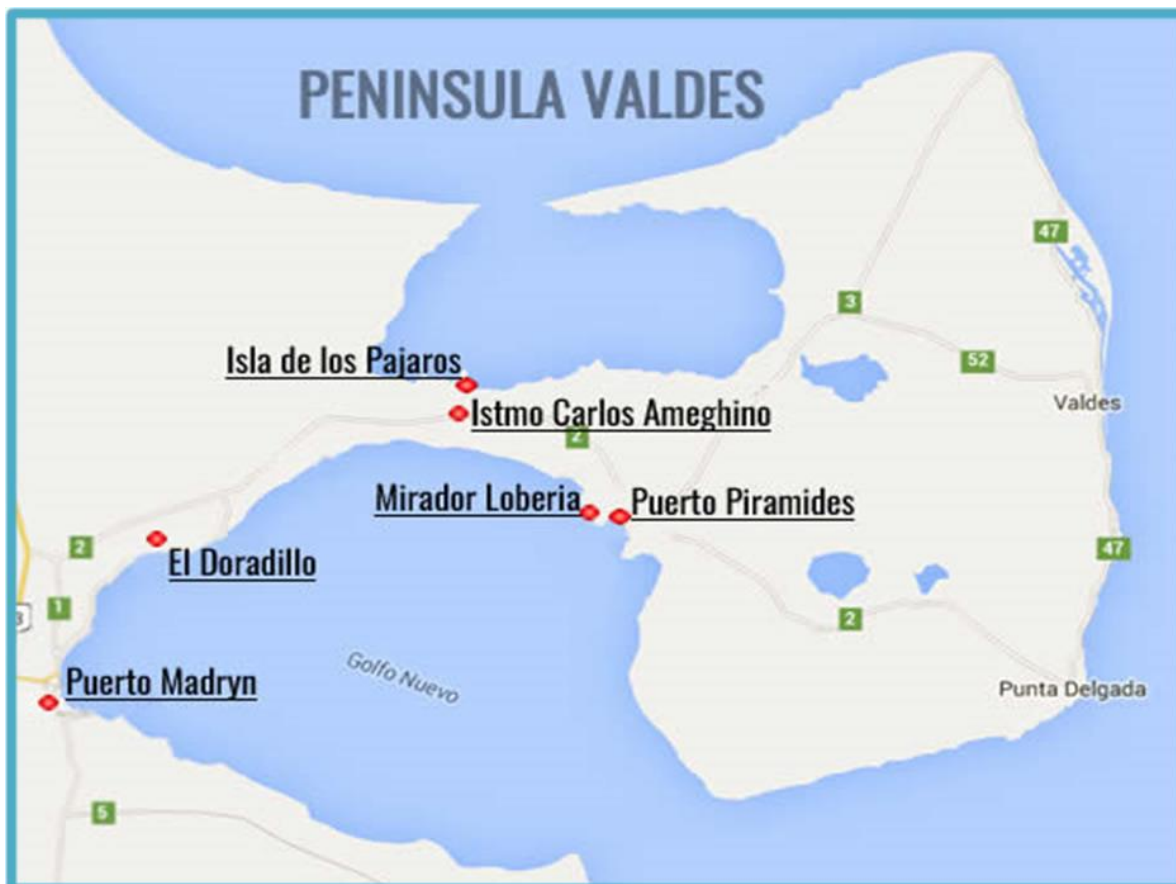 PENINSULA VALDES
47
3
Isla de los Pajaros
52
Istmo Carlos Ameghino
Valdes
2
Mirador Loberia
Puerto Piramides
2
El Doradillo
47
1
3
2
Golfo Nuevo
Puerto Madryn
Punta Delgada
5